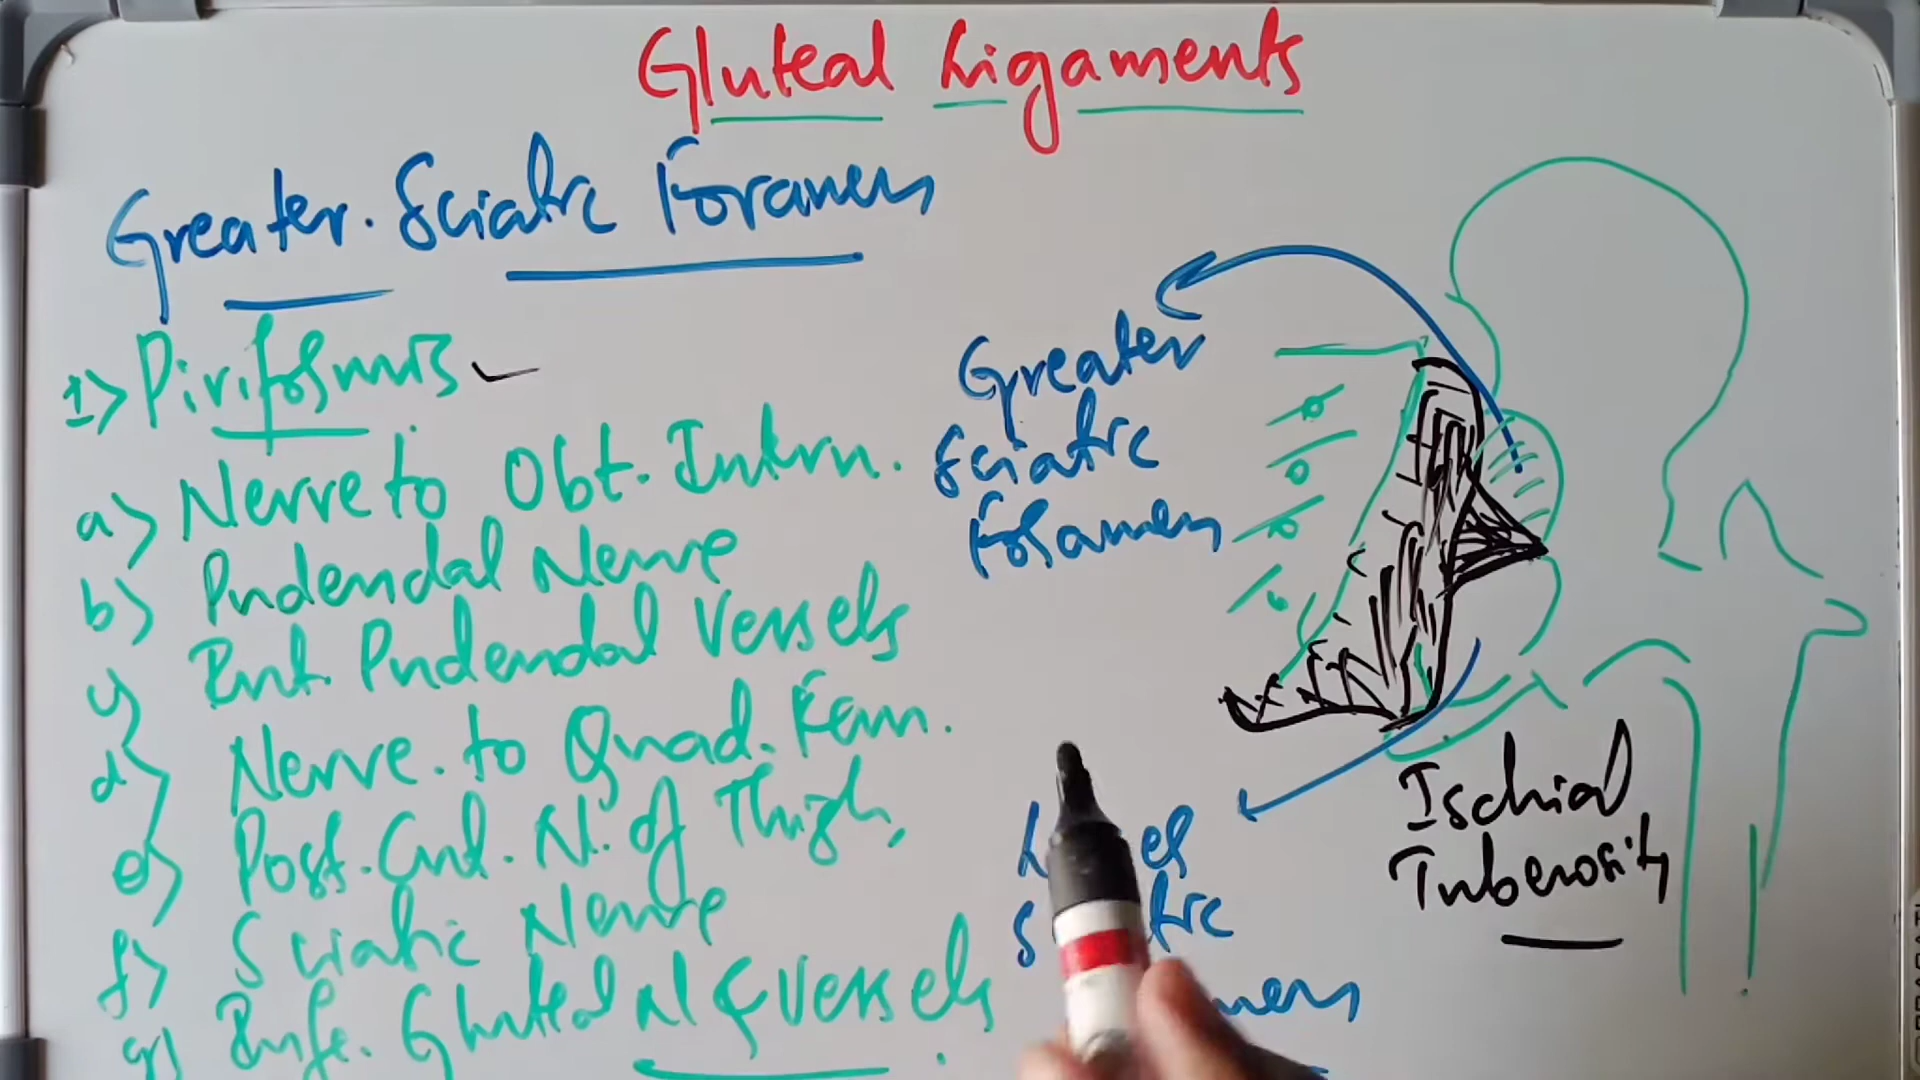 Gluteal Ligaments
Greater. Sciatic Foramen
1) Piriformis
a) Nerve to Obt. Intern.
b) Pudendal Nerve
c) Int. Pudendal Vessels
d) Nerve. to Quad. Fem.
e) Post. Cut. N. of Thigh,
f) Sciatic Nerve
g) Infe. Gluteal N & Vessels
Greater
Sciatic
Foramen
Ischial
Tuberosity